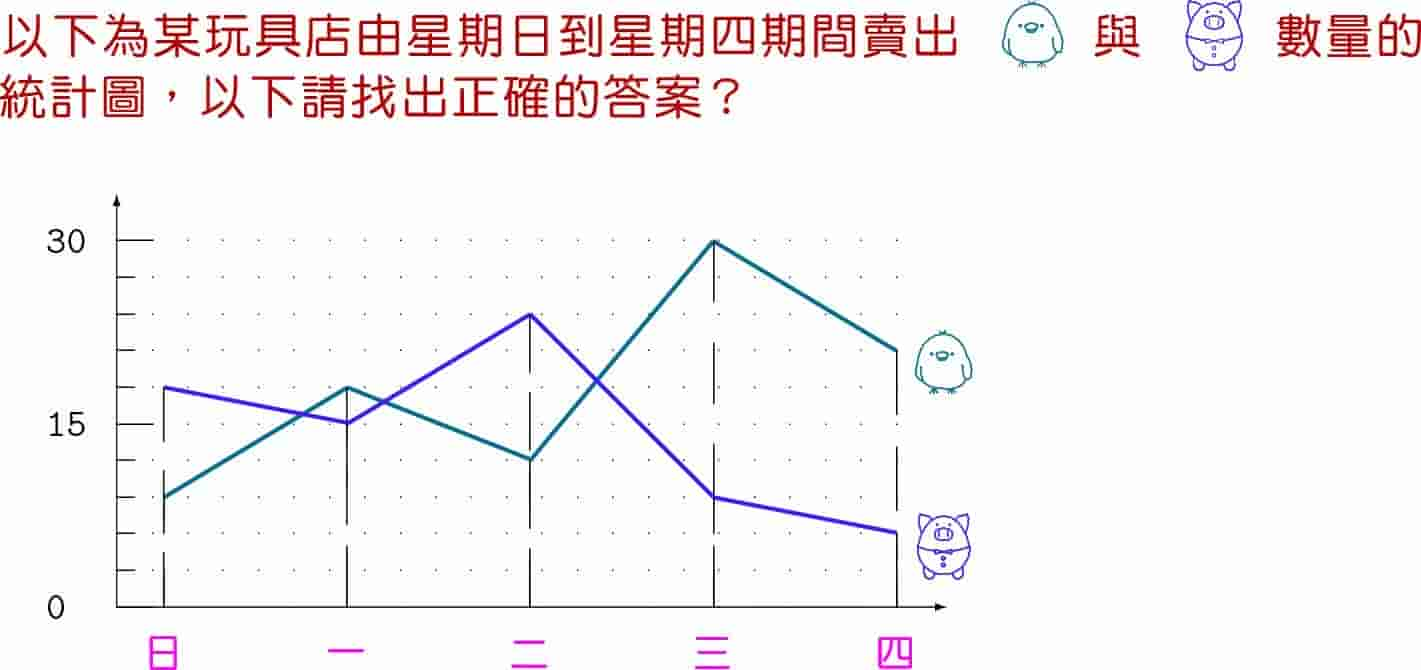 以下為某玩具店由星期日到星期四期間賣出 與 數量的
統計圖，以下請找出正確的答案？
30
15
0
日 一 二 三 四